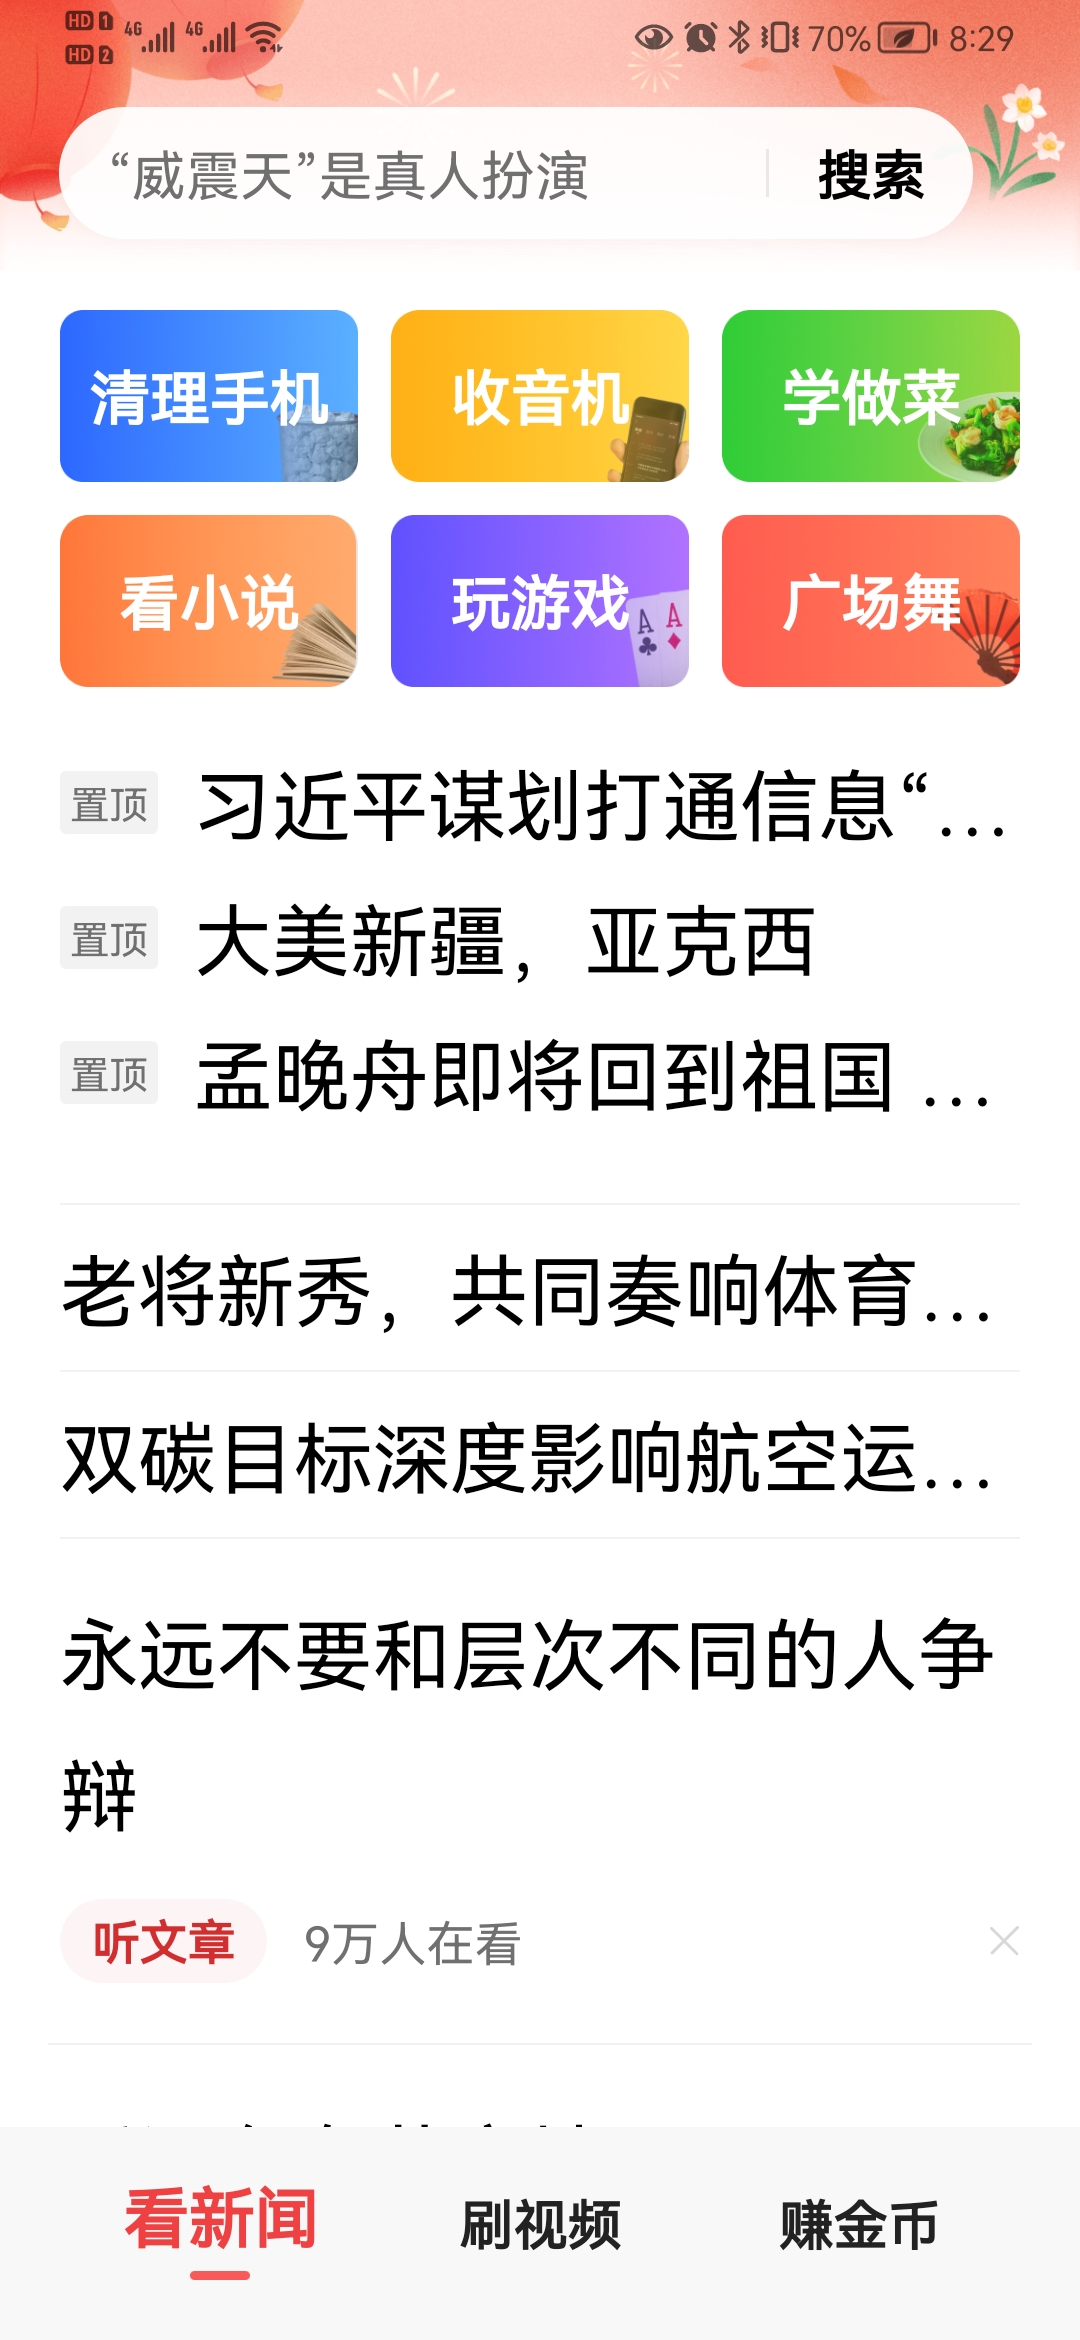 HD 1 4G 4G 70% 8:29
HD 2
“威震天”是真人扮演 搜索
清理手机 收音机 学做菜
看小说 玩游戏 广场舞
置顶 习近平谋划打通信息“...
置顶 大美新疆，亚克西
置顶 孟晚舟即将回到祖国 ...
老将新秀，共同奏响体育...
双碳目标深度影响航空运...
永远不要和层次不同的人争
辩
听文章 9万人在看
看新闻 刷视频 赚金币